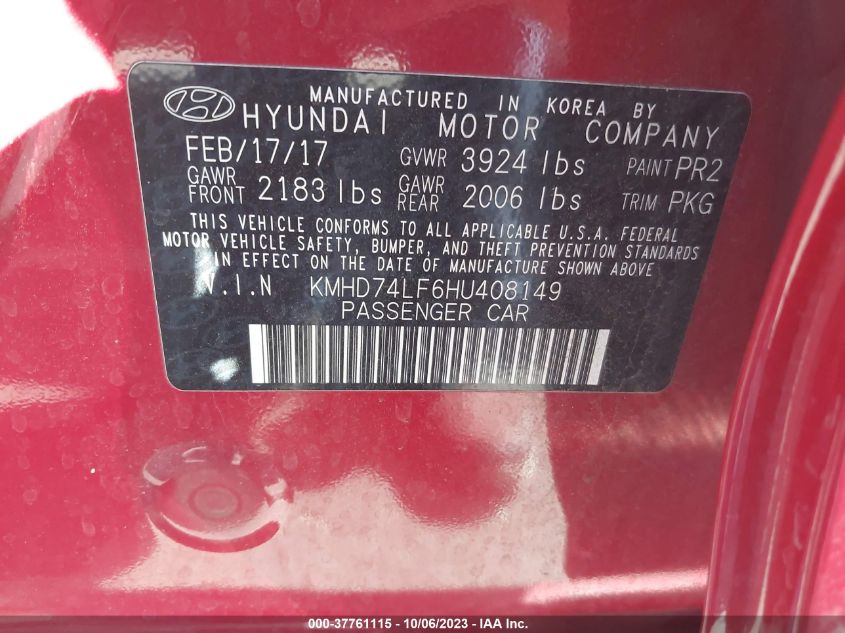 MANUFACTURED IN KOREA BY
HYUNDAI MOTOR COMPANY
FEB/17/17 GVWR 3924 lbs PAINT PR2
GAWR FRONT 2183 lbs GAWR REAR 2006 lbs TRIM PKG
THIS VEHICLE CONFORMS TO ALL APPLICABLE U.S.A. FEDERAL
MOTOR VEHICLE SAFETY, BUMPER, AND THEFT PREVENTION STANDARDS
IN EFFECT ON THE DATE OF MANUFACTURE SHOWN ABOVE
V.I.N KMHD74LF6HU408149
PASSENGER CAR
000-37761115 - 10/06/2023 - IAA Inc.